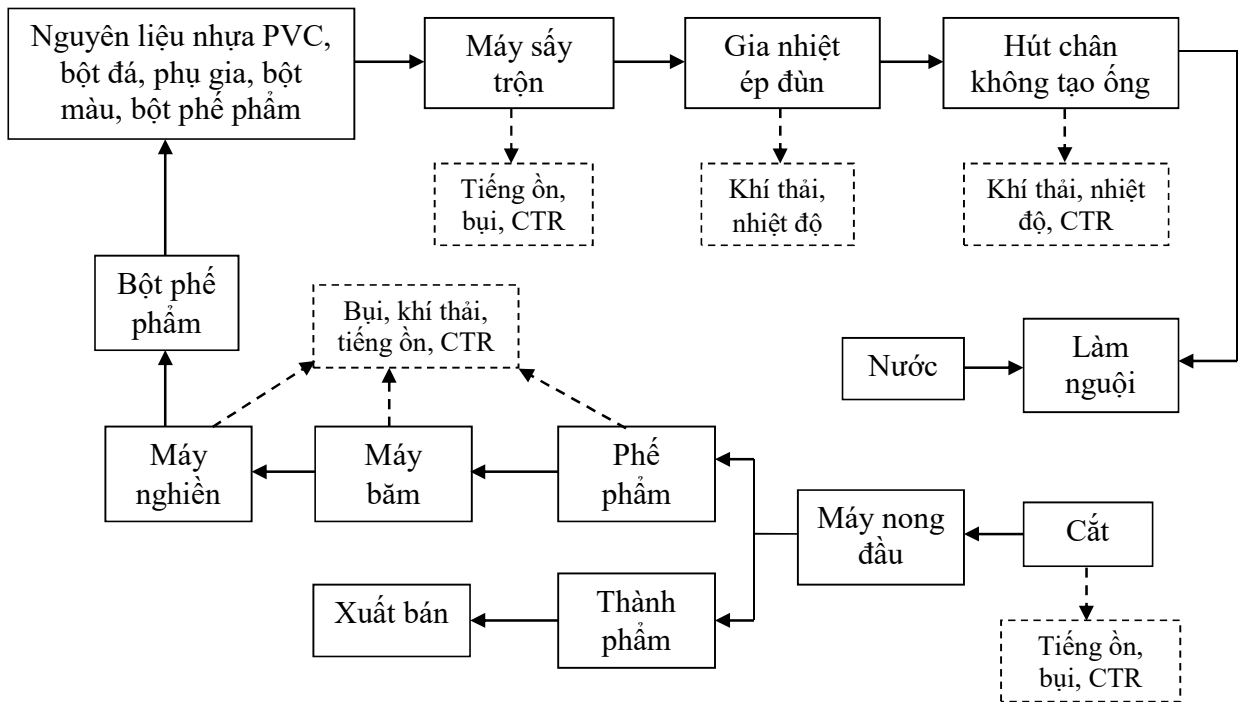 Nguyên liệu nhựa PVC,
bột đá, phụ gia, bột
màu, bột phế phẩm
Máy sấy
trộn
Gia nhiệt
ép đùn
Hút chân
không tạo ống
Tiếng ồn,
bụi, CTR
Khí thải,
nhiệt độ
Khí thải, nhiệt
độ, CTR
Bột phế
phẩm
Bụi, khí thải,
tiếng ồn, CTR
Nước
Làm
nguội
Máy
nghiền
Máy
băm
Phế
phẩm
Máy nong
đầu
Cắt
Xuất bán
Thành
phẩm
Tiếng ồn,
bụi, CTR